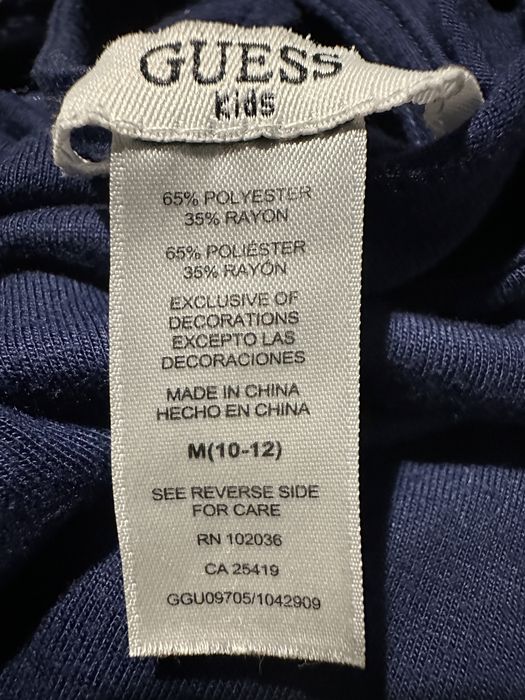 GUESS
Kids
65% POLYESTER
35% RAYON
65% POLIÉSTER
35% RAYÓN
EXCLUSIVE OF
DECORATIONS
EXCEPTO LAS
DECORACIONES
MADE IN CHINA
HECHO EN CHINA
M(10-12)
SEE REVERSE SIDE
FOR CARE
RN 102036
CA 25419
GGU09705/1042909